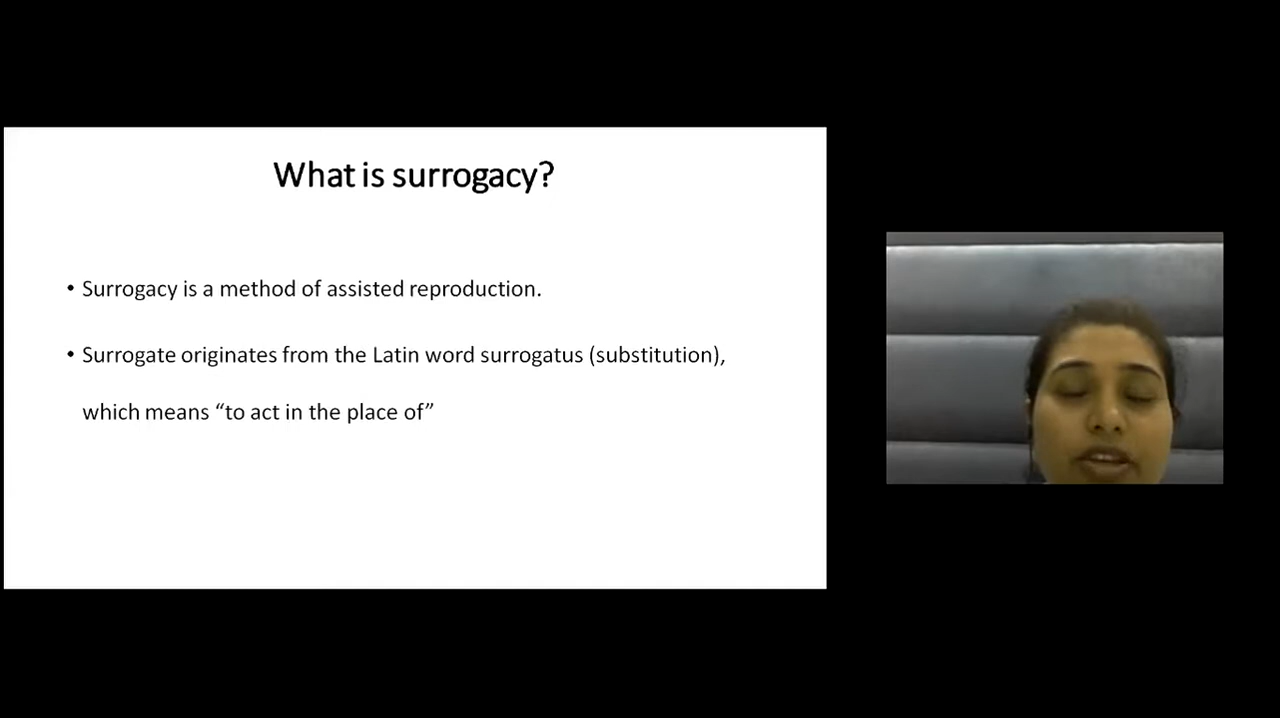 What is surrogacy?
• Surrogacy is a method of assisted reproduction.
• Surrogate originates from the Latin word surrogatus (substitution),
which means “to act in the place of”